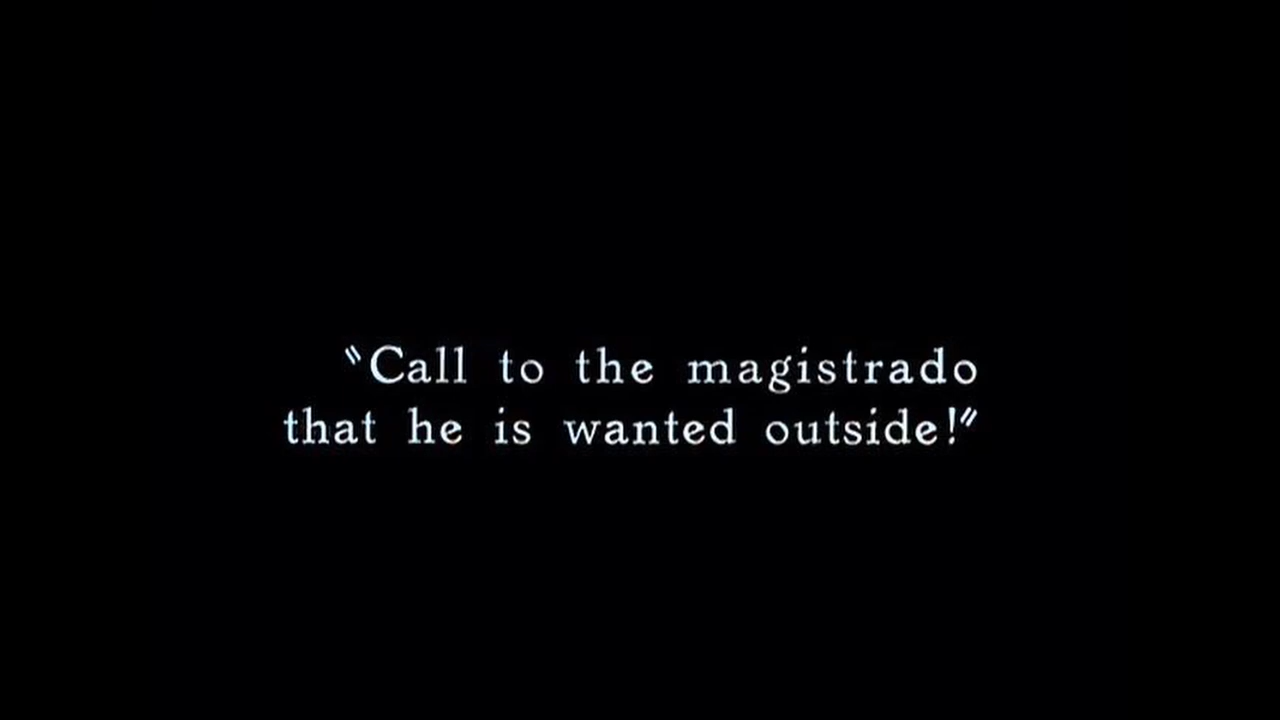 "Call to the magistrado
that he is wanted outside!"